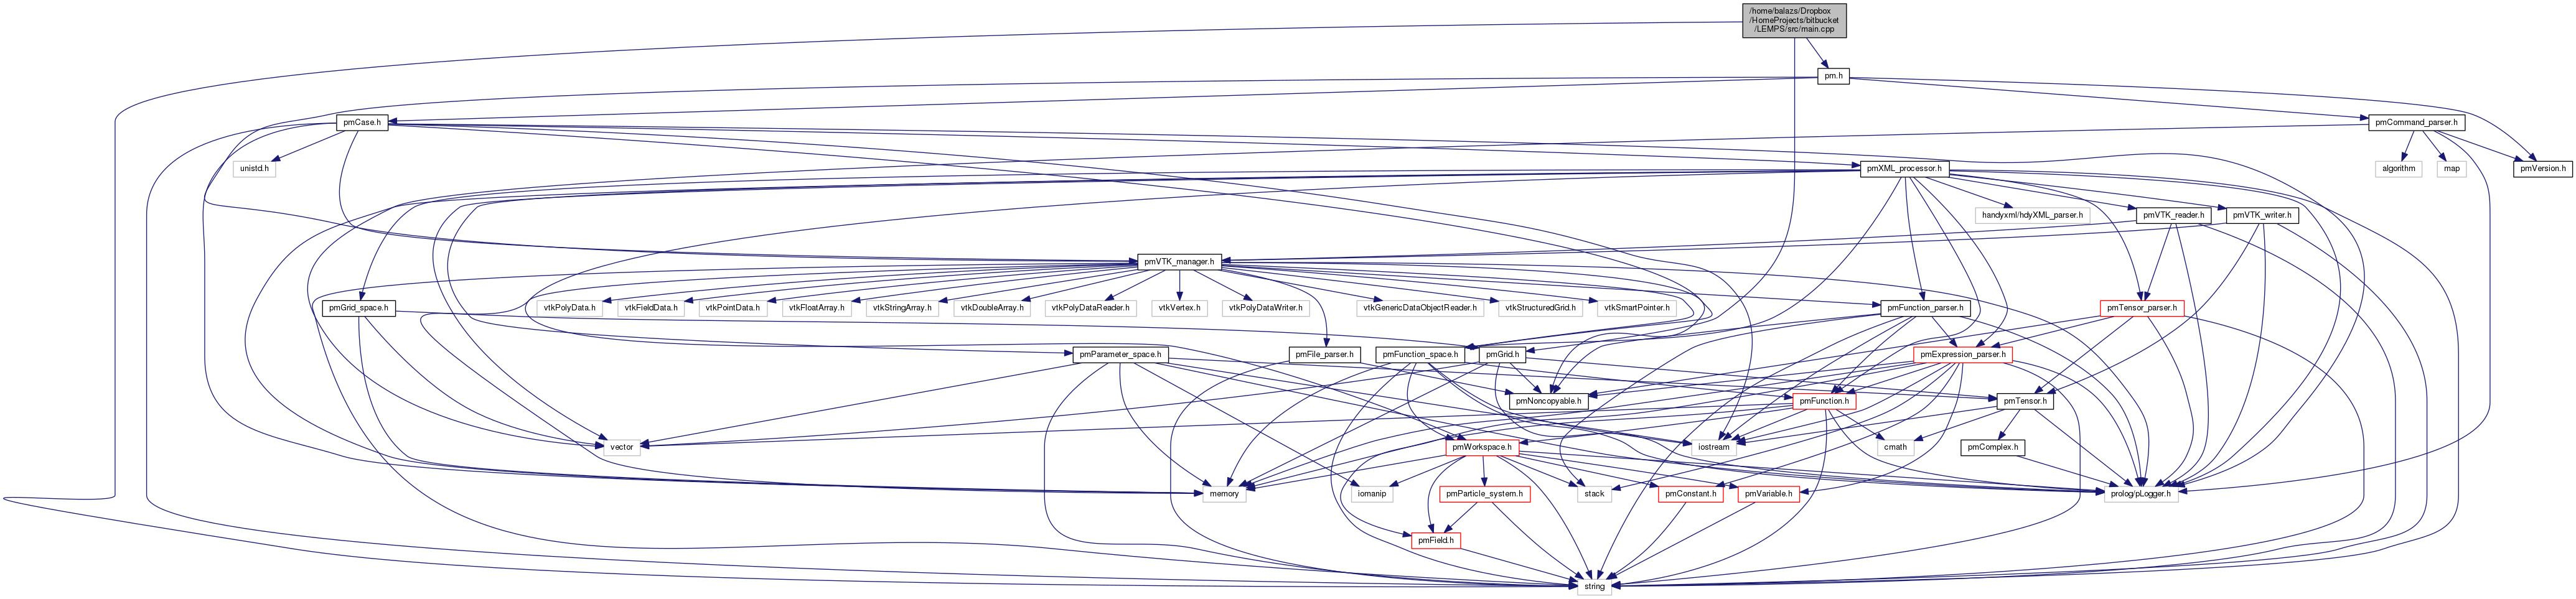 /home/balazs/Dropbox
/HomeProjects/bitbucket
/LEMPS/src/main.cpp
pm.h
pmCase.h
pmCommand_parser.h
unistd.h
pmXML_processor.h
algorithm
map
pmVersion.h
handyxml/hdyXML_parser.h
pmVTK_reader.h
pmVTK_writer.h
pmVTK_manager.h
pmGrid_space.h
vtkPolyData.h
vtkFieldData.h
vtkPointData.h
vtkFloatArray.h
vtkStringArray.h
vtkDoubleArray.h
vtkPolyDataReader.h
vtkVertex.h
vtkPolyDataWriter.h
vtkGenericDataObjectReader.h
vtkStructuredGrid.h
vtkSmartPointer.h
pmFunction_parser.h
pmTensor_parser.h
pmParameter_space.h
pmFile_parser.h
pmFunction_space.h
pmGrid.h
pmExpression_parser.h
pmNoncopyable.h
pmFunction.h
pmTensor.h
vector
pmWorkspace.h
iostream
cmath
pmComplex.h
memory
iomanip
pmParticle_system.h
stack
pmConstant.h
pmVariable.h
prolog/pLogger.h
pmField.h
string